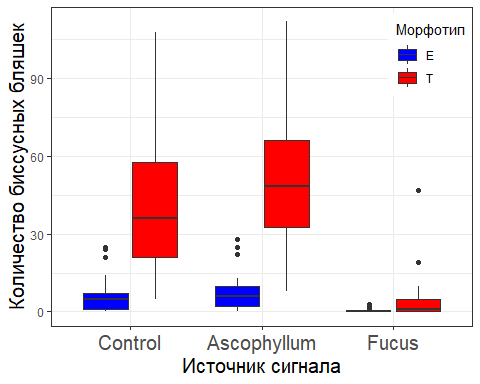 Количество биссусных бляшек
90
60
30
0
Морфотип
E
T
Control Ascophyllum Fucus
Источник сигнала